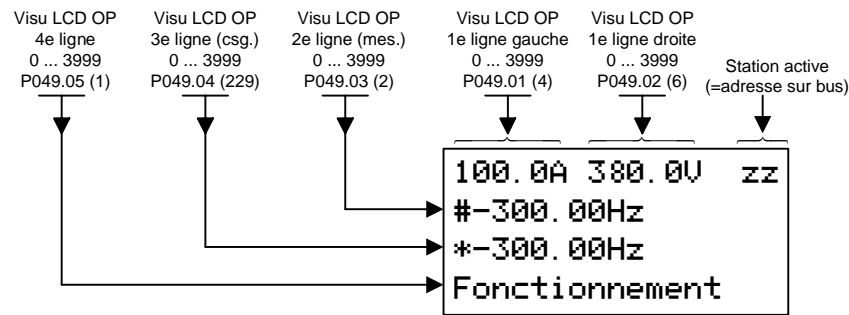 Visu LCD OP
4e ligne
0 ... 3999
P049.05 (1)
Visu LCD OP
3e ligne (csg.)
0 ... 3999
P049.04 (229)
Visu LCD OP
2e ligne (mes.)
0 ... 3999
P049.03 (2)
Visu LCD OP
1e ligne gauche
0 ... 3999
P049.01 (4)
Visu LCD OP
1e ligne droite
0 ... 3999
P049.02 (6)
Station active
(=adresse sur bus)
100.0A 380.0V zz
#-300.00Hz
*-300.00Hz
Fonctionnement